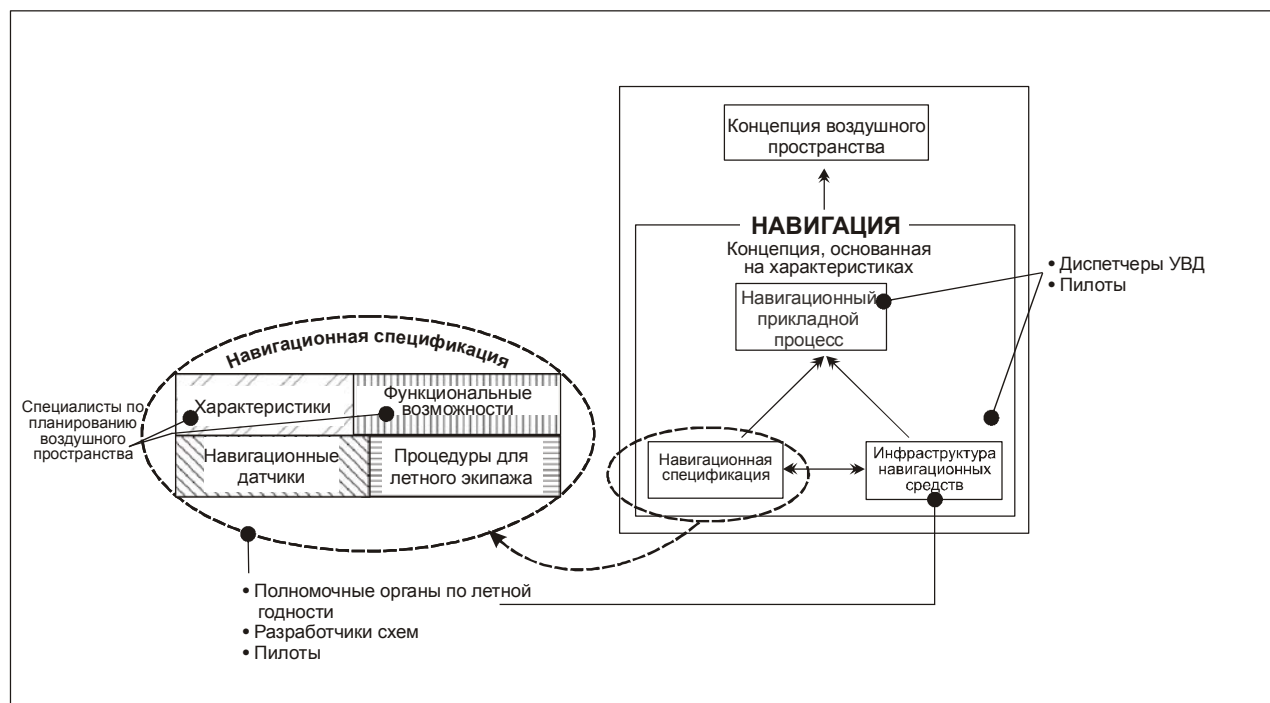 Концепция воздушного
пространства
НАВИГАЦИЯ
Концепция, основанная
на характеристиках
Навигационный
прикладной
процесс
• Диспетчеры УВД
• Пилоты
Навигационная спецификация
Характеристики
Функциональные
возможности
Специалисты по
планированию
воздушного
пространства
Навигационные
датчики
Процедуры для
летного экипажа
Навигационная
спецификация
Инфраструктура
навигационных
средств
• Полномочные органы по летной
годности
• Разработчики схем
• Пилоты